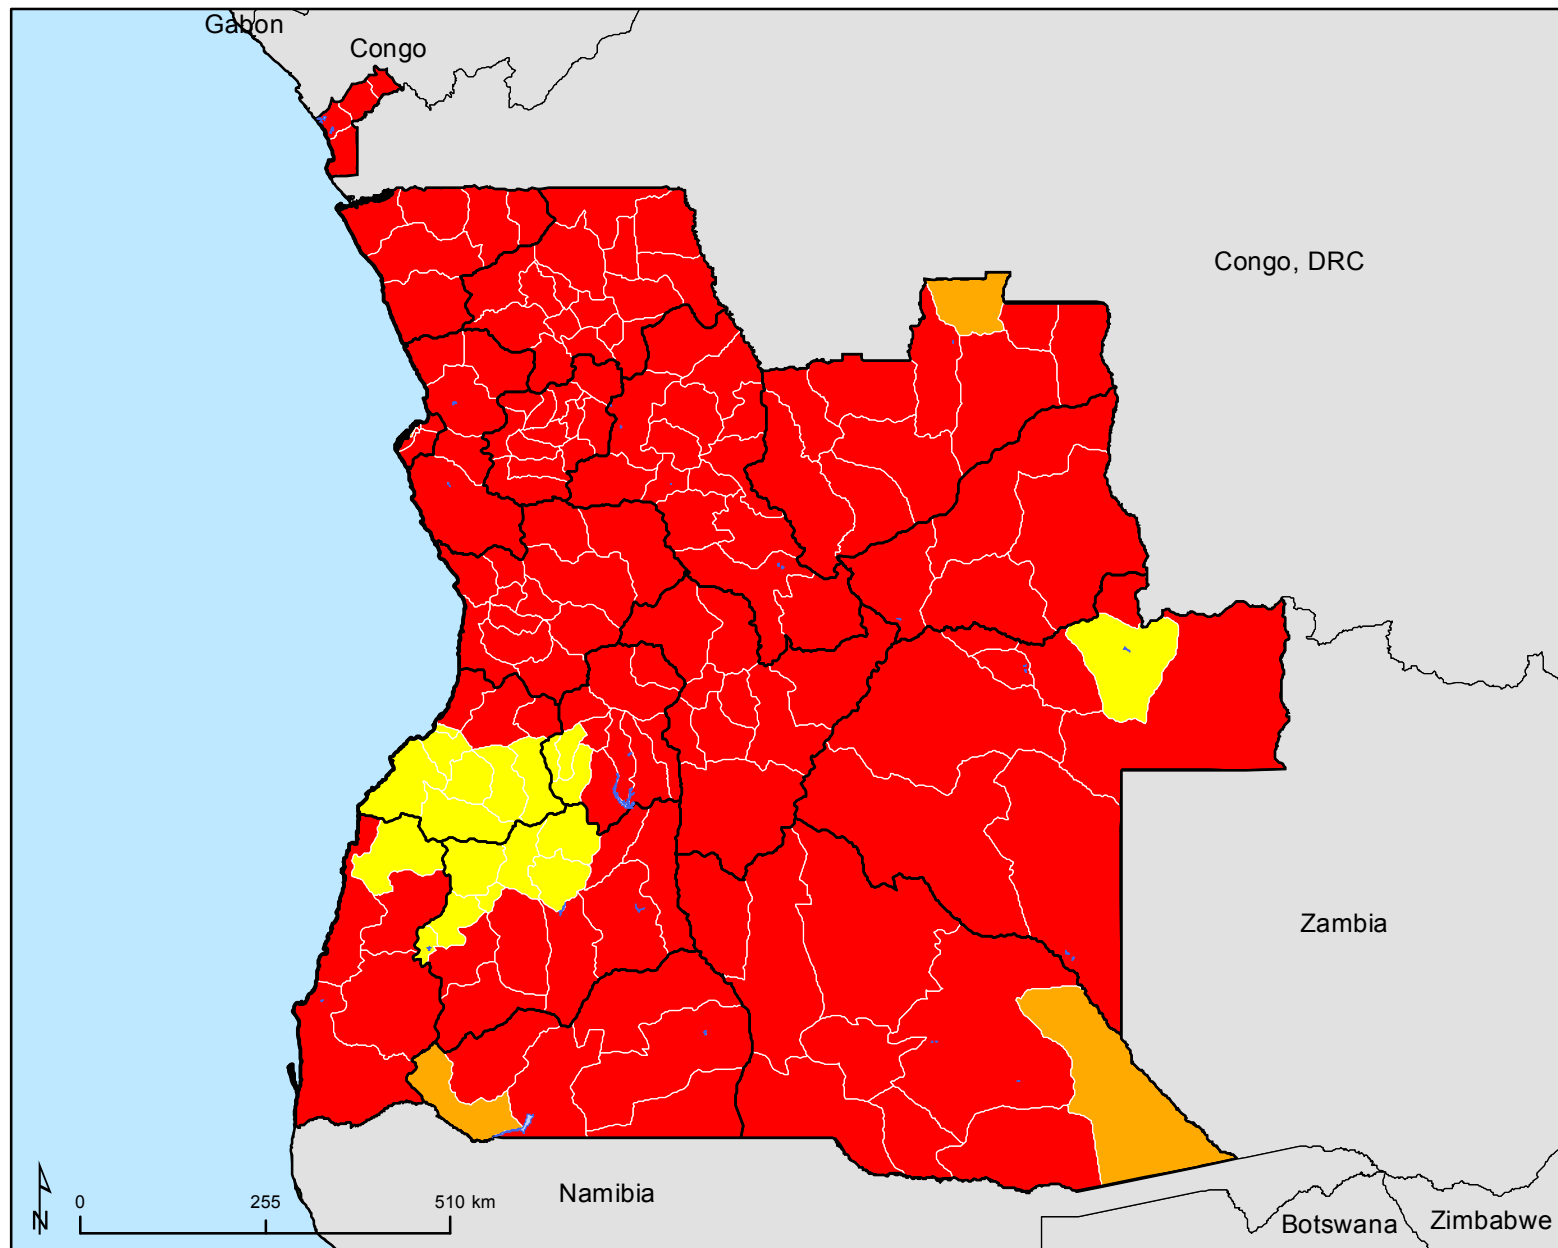 Gabon
Congo
Congo, DRC
Zambia
Namibia
Botswana
Zimbabwe
N
0 255 510 km